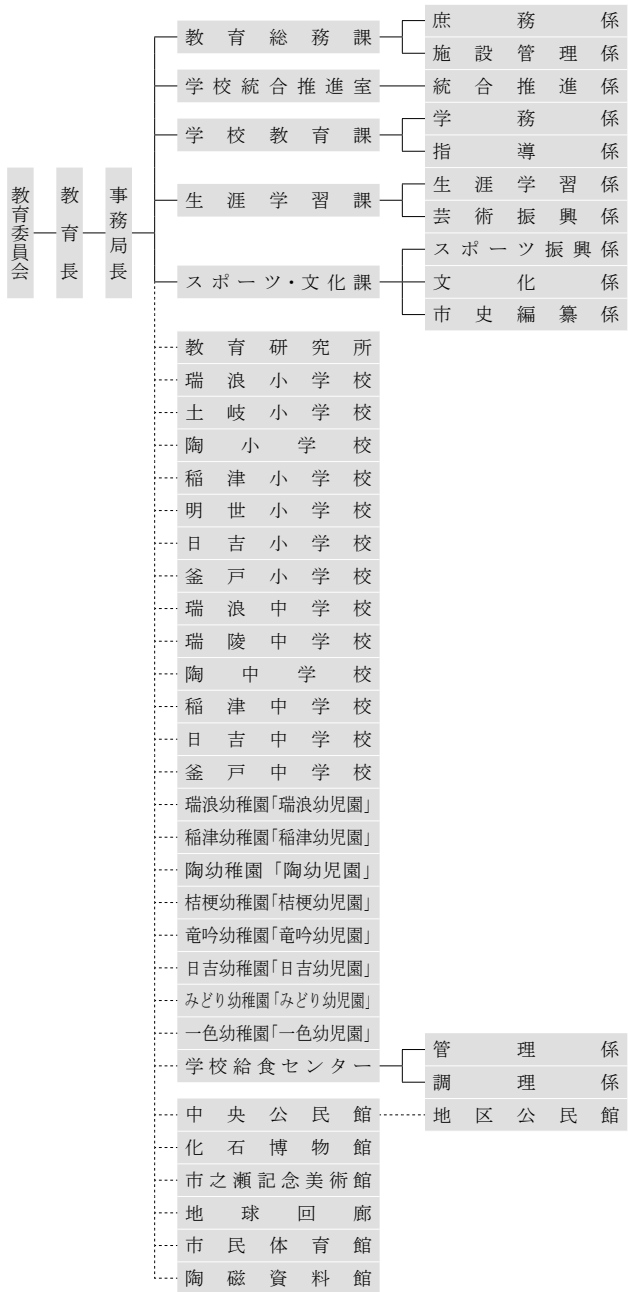 教育委員会
教育長
事務局長
教育総務課
庶務係
施設管理係
学校統合推進室
統合推進係
学校教育課
学務係
指導係
生涯学習課
生涯学習係
芸術振興係
スポーツ・文化課
スポーツ振興係
文化係
市史編纂係
教育研究所
瑞浪小学校
土岐小学校
陶小学校
稲津小学校
明世小学校
日吉小学校
釜戸小学校
瑞浪中学校
瑞陵中学校
陶中学校
稲津中学校
日吉中学校
釜戸中学校
瑞浪幼稚園「瑞浪幼児園」
稲津幼稚園「稲津幼児園」
陶幼稚園「陶幼児園」
桔梗幼稚園「桔梗幼児園」
竜吟幼稚園「竜吟幼児園」
日吉幼稚園「日吉幼児園」
みどり幼稚園「みどり幼児園」
一色幼稚園「一色幼児園」
学校給食センター
管理係
調理係
中央公民館
地区公民館
化石博物館
市之瀬記念美術館
地球回廊
市民体育館
陶磁資料館